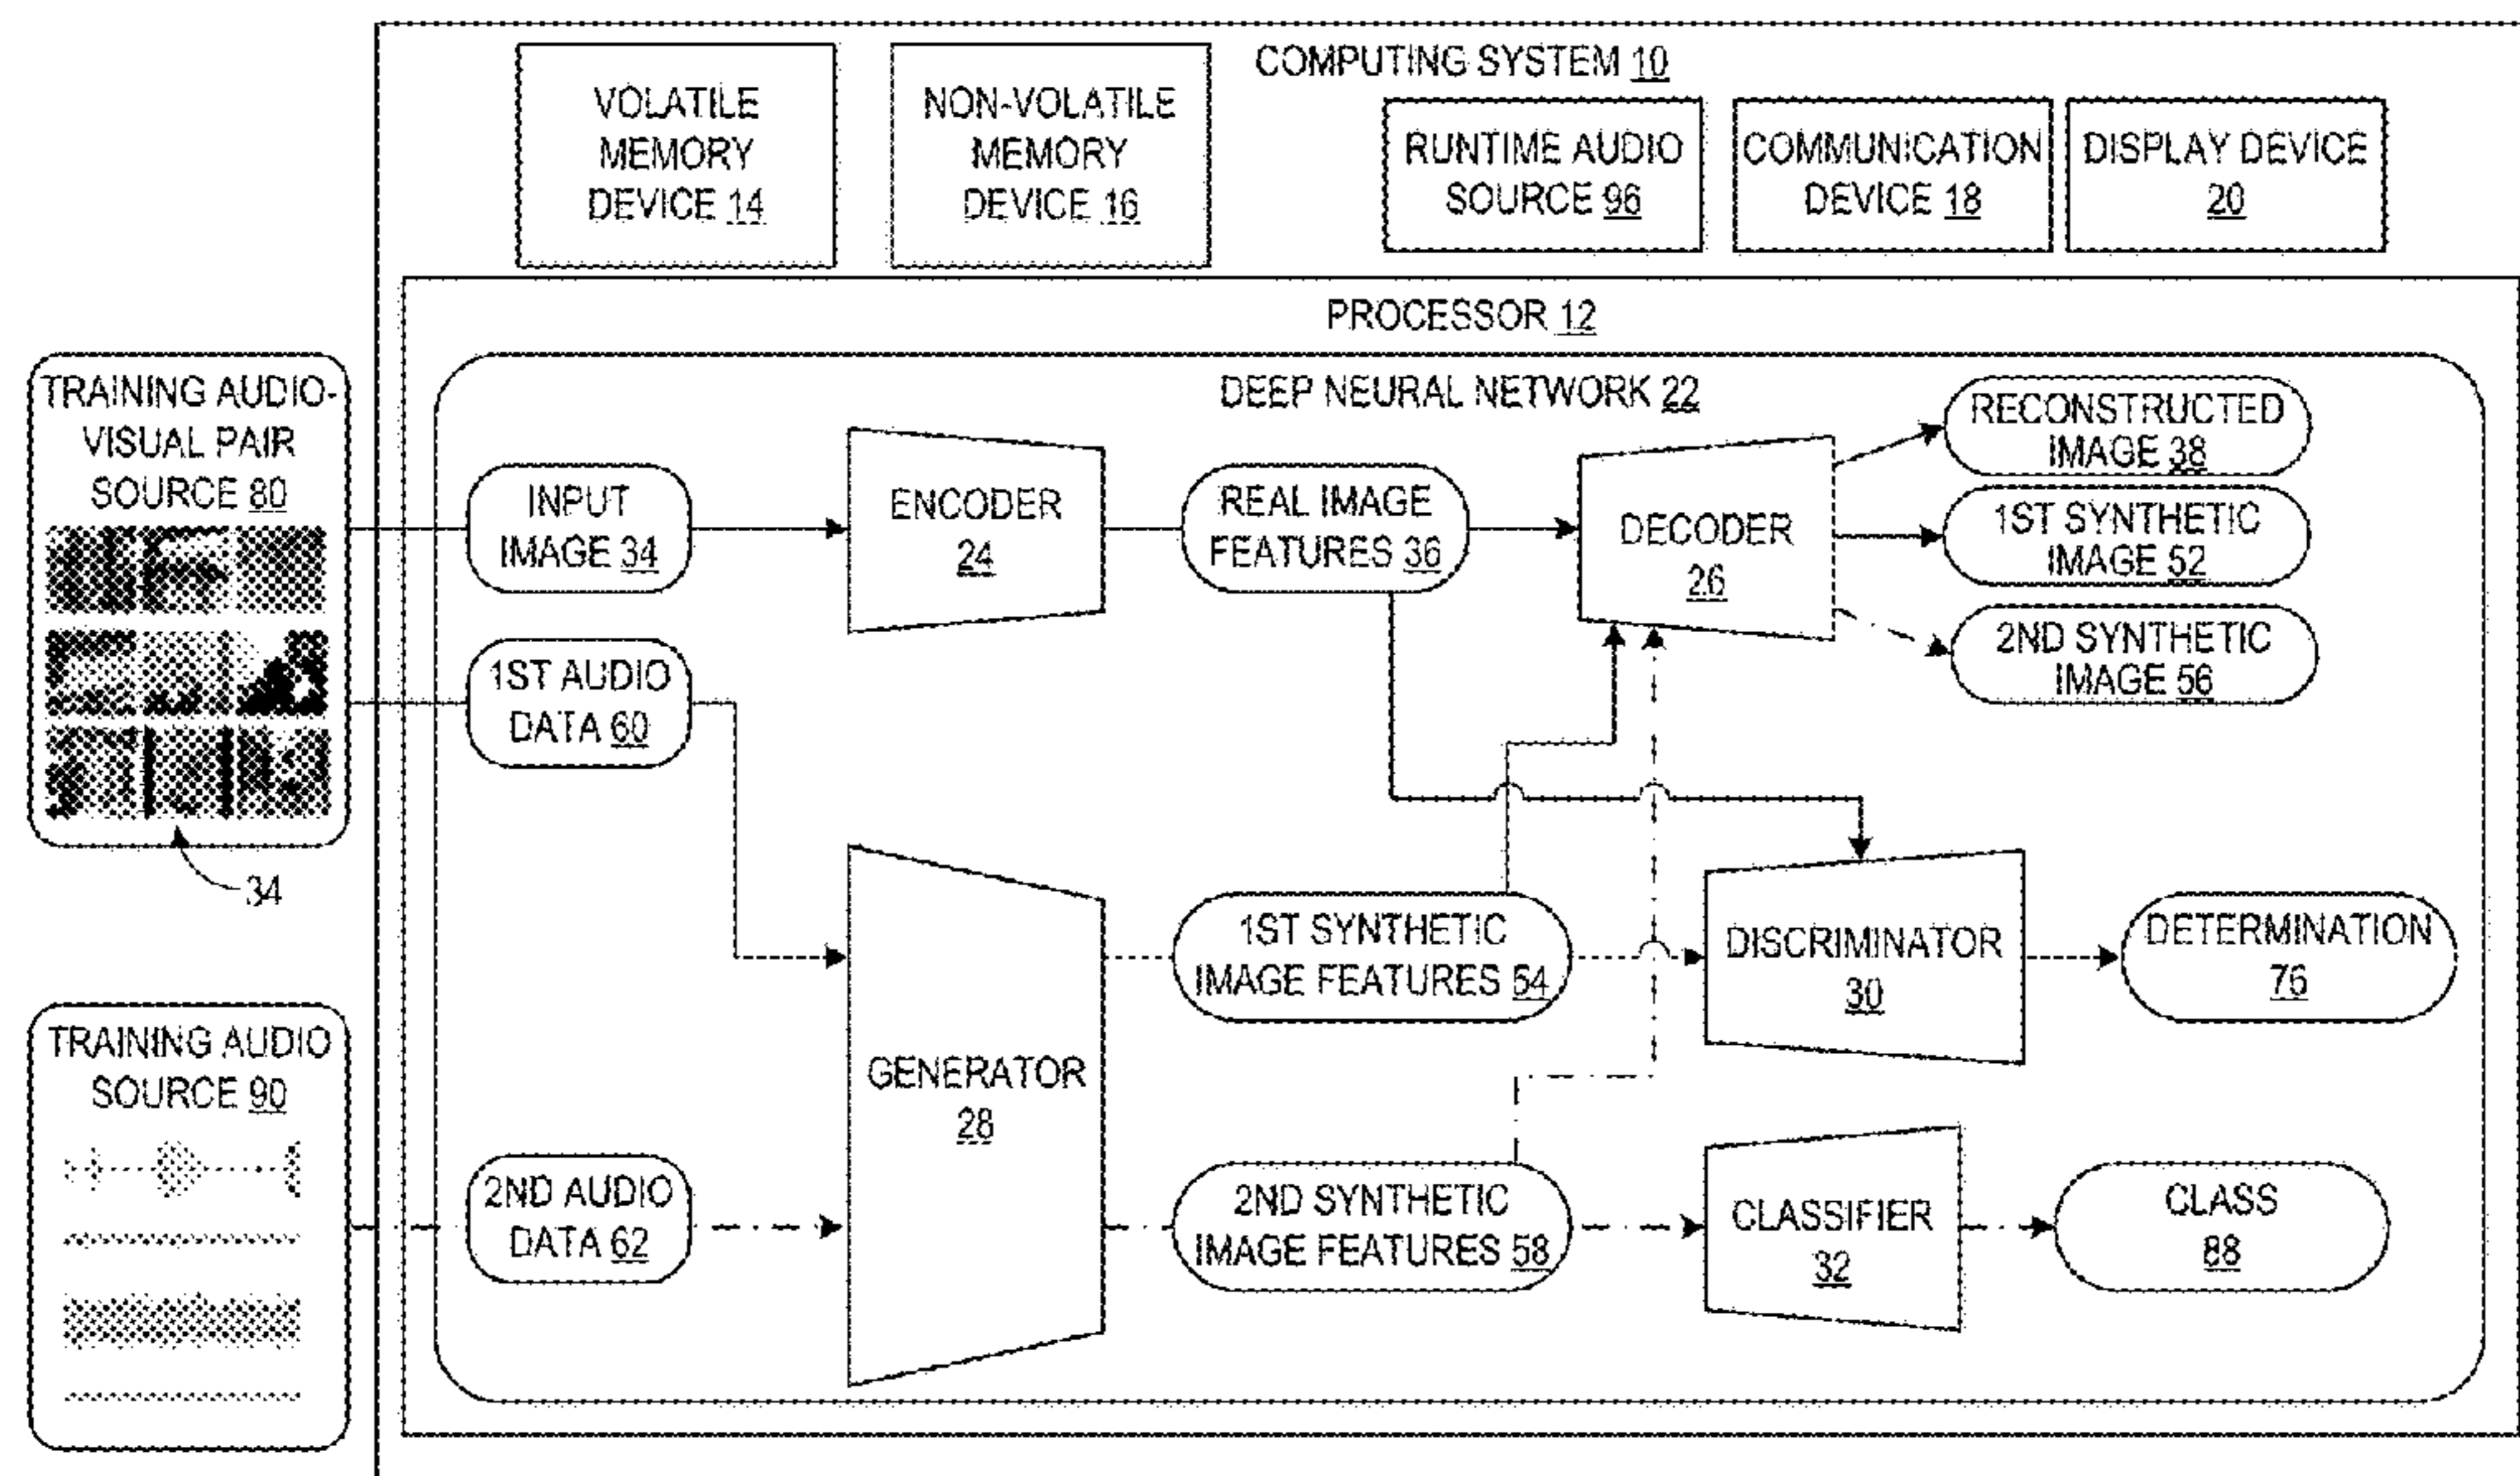 COMPUTING SYSTEM 10
VOLATILE
MEMORY
DEVICE 14
NON-VOLATILE
MEMORY
DEVICE 16
RUNTIME AUDIO
SOURCE 96
COMMUNICATION
DEVICE 18
DISPLAY DEVICE
20
PROCESSOR 12
DEEP NEURAL NETWORK 22
TRAINING AUDIO-
VISUAL PAIR
SOURCE 80
34
INPUT
IMAGE 34
ENCODER
24
REAL IMAGE
FEATURES 36
DECODER
26
RECONSTRUCTED
IMAGE 38
1ST SYNTHETIC
IMAGE 52
2ND SYNTHETIC
IMAGE 56
1ST AUDIO
DATA 60
GENERATOR
28
1ST SYNTHETIC
IMAGE FEATURES 54
DISCRIMINATOR
30
DETERMINATION
76
TRAINING AUDIO
SOURCE 90
2ND AUDIO
DATA 62
2ND SYNTHETIC
IMAGE FEATURES 58
CLASSIFIER
32
CLASS
88